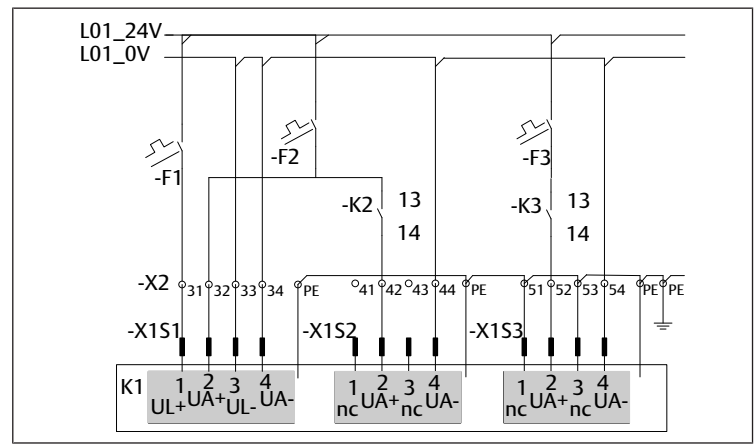 L01_24V
L01_0V
-F1
-F2
-F3
-K2 13
14
-K3 13
14
-X2 31 32 33 34 PE 41 42 43 44 PE 51 52 53 54 PE PE
-X1S1 -X1S2 -X1S3
K1 1 2 3 4 1 2 3 4 1 2 3 4
UL+ UA+ UL- UA- nc UA+ nc UA- nc UA+ nc UA-